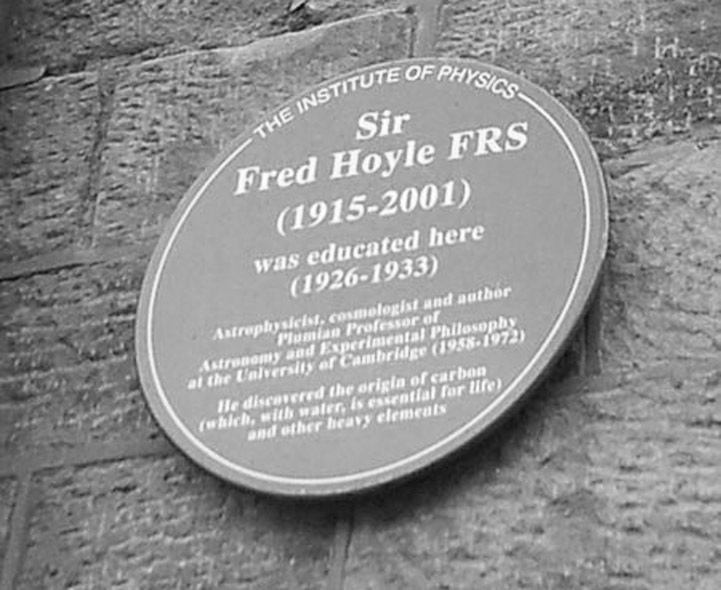 THE INSTITUTE OF PHYSICS
Sir
Fred Hoyle FRS
(1915-2001)
was educated here
(1926-1933)
Astrophysicist, cosmologist and author
Plumian Professor of
Astronomy and Experimental Philosophy
at the University of Cambridge (1958-1972)
He discovered the origin of carbon
(which, with water, is essential for life)
and other heavy elements